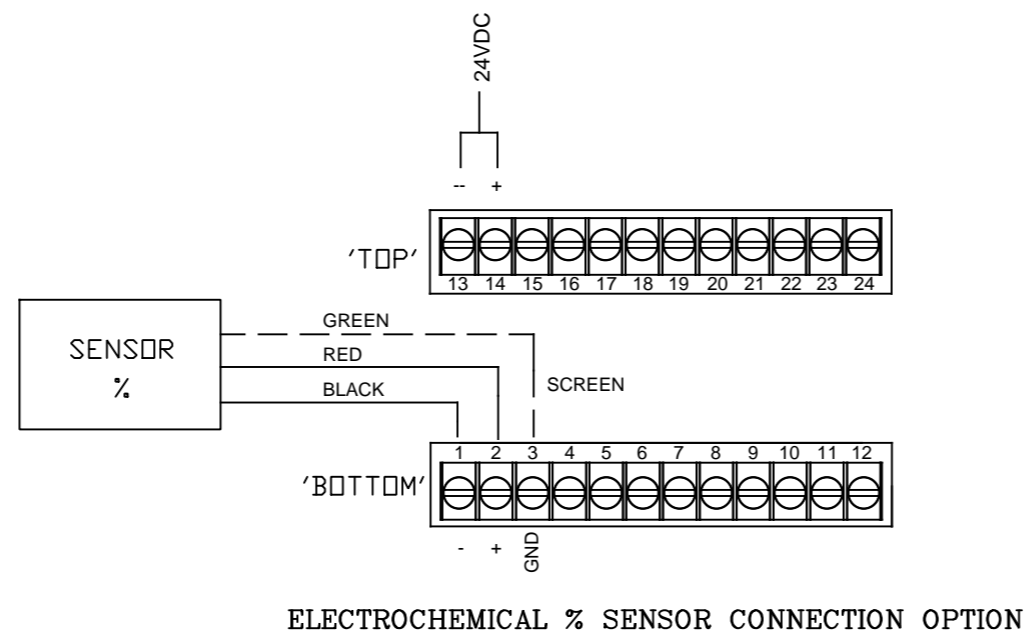 24VDC
-- +
'TOP'
13 14 15 16 17 18 19 20 21 22 23 24
GREEN
SENSOR
RED
%
BLACK
SCREEN
1 2 3 4 5 6 7 8 9 10 11 12
'BOTTOM'
- + GND
ELECTROCHEMICAL % SENSOR CONNECTION OPTION